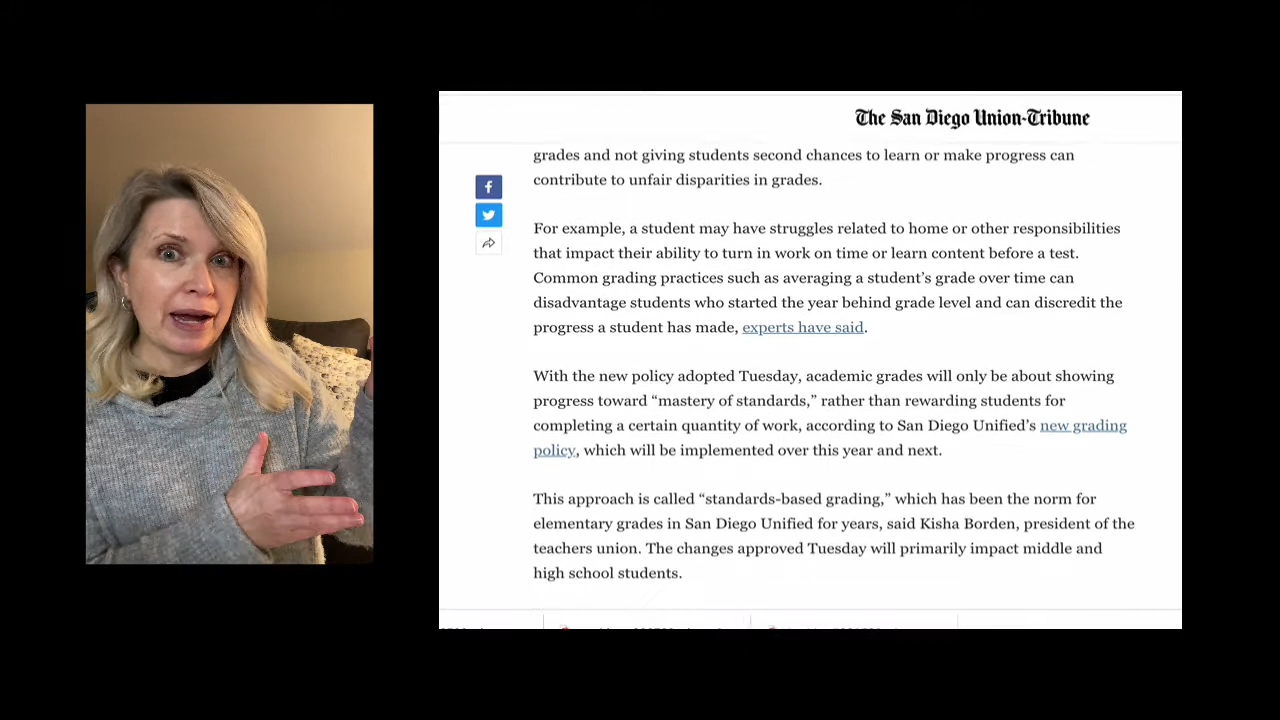 The San Diego Union-Tribune
grades and not giving students second chances to learn or make progress can
contribute to unfair disparities in grades.
For example, a student may have struggles related to home or other responsibilities
that impact their ability to turn in work on time or learn content before a test.
Common grading practices such as averaging a student’s grade over time can
disadvantage students who started the year behind grade level and can discredit the
progress a student has made, experts have said.
With the new policy adopted Tuesday, academic grades will only be about showing
progress toward “mastery of standards,” rather than rewarding students for
completing a certain quantity of work, according to San Diego Unified’s new grading
policy, which will be implemented over this year and next.
This approach is called “standards-based grading,” which has been the norm for
elementary grades in San Diego Unified for years, said Kisha Borden, president of the
teachers union. The changes approved Tuesday will primarily impact middle and
high school students.